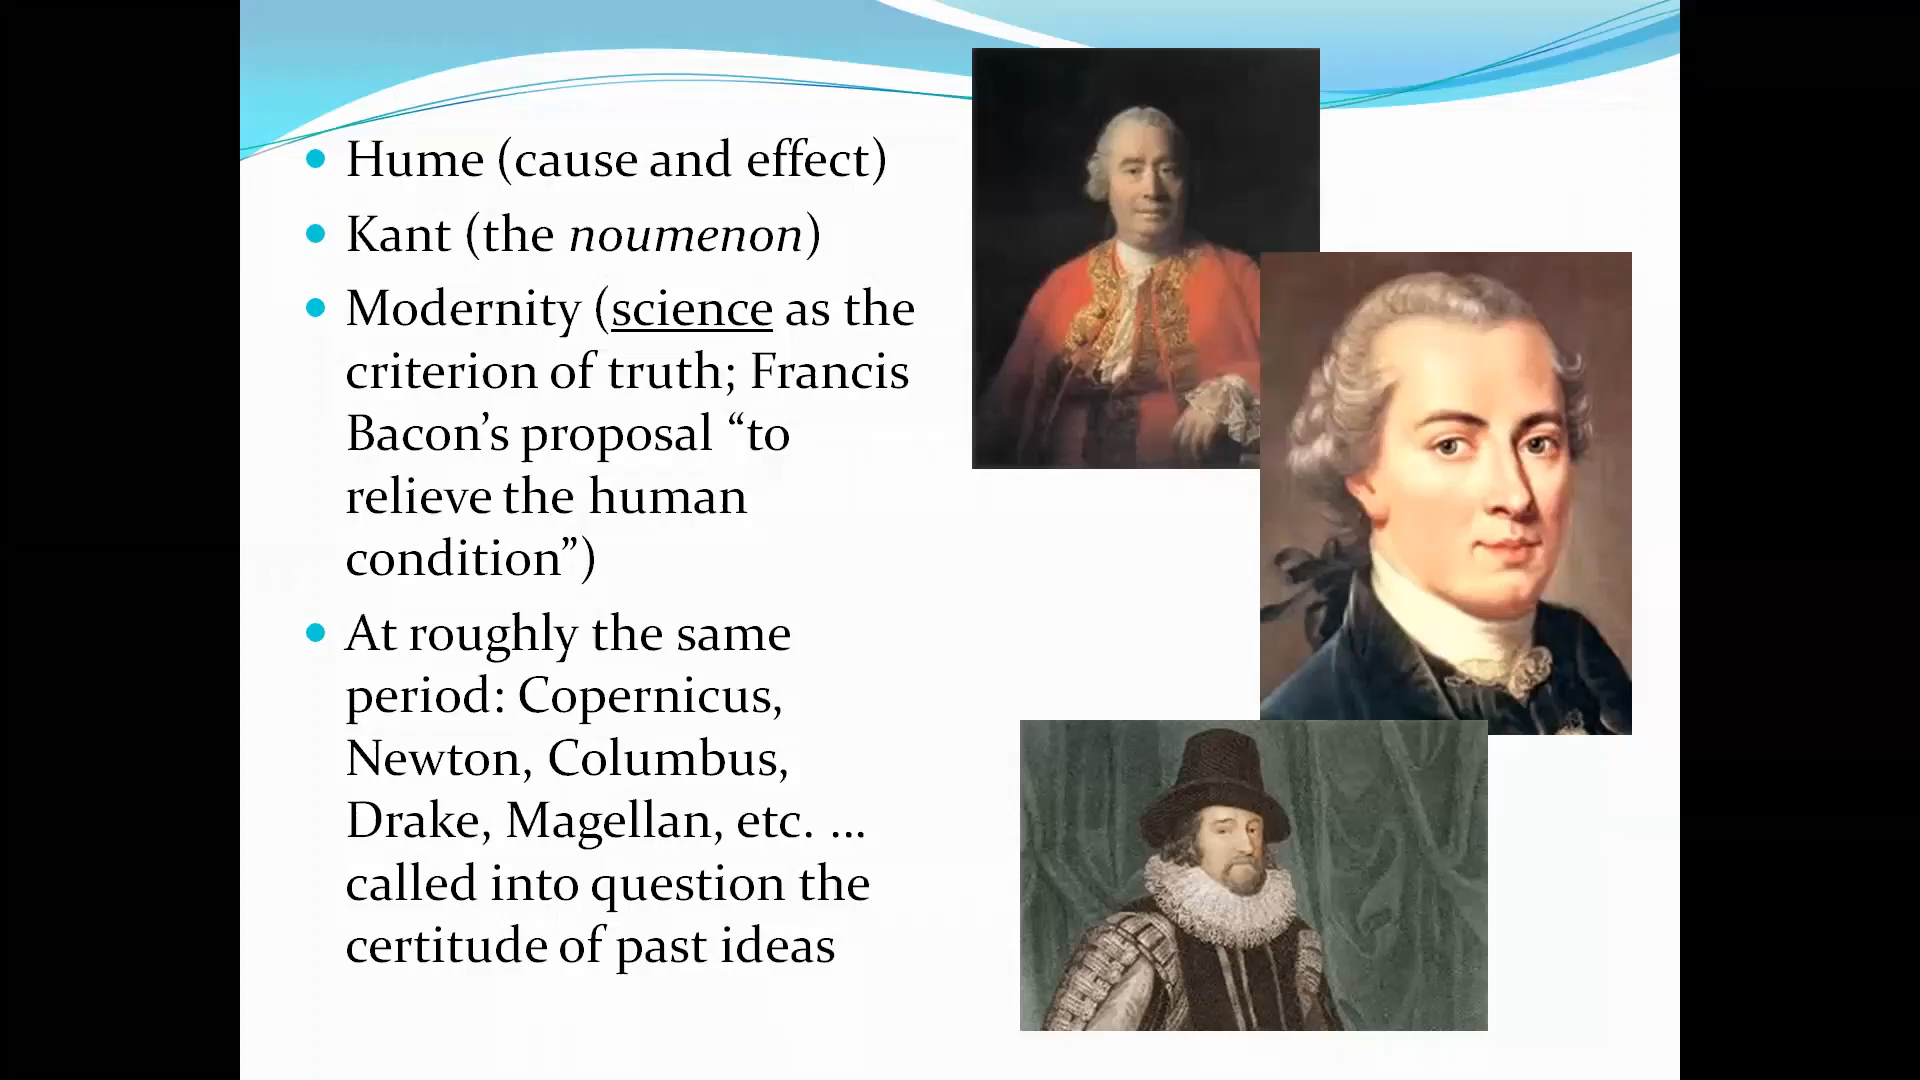 Hume (cause and effect)
Kant (the noumenon)
Modernity (science as the
criterion of truth; Francis
Bacon’s proposal “to
relieve the human
condition”)
At roughly the same
period: Copernicus,
Newton, Columbus,
Drake, Magellan, etc. …
called into question the
certitude of past ideas